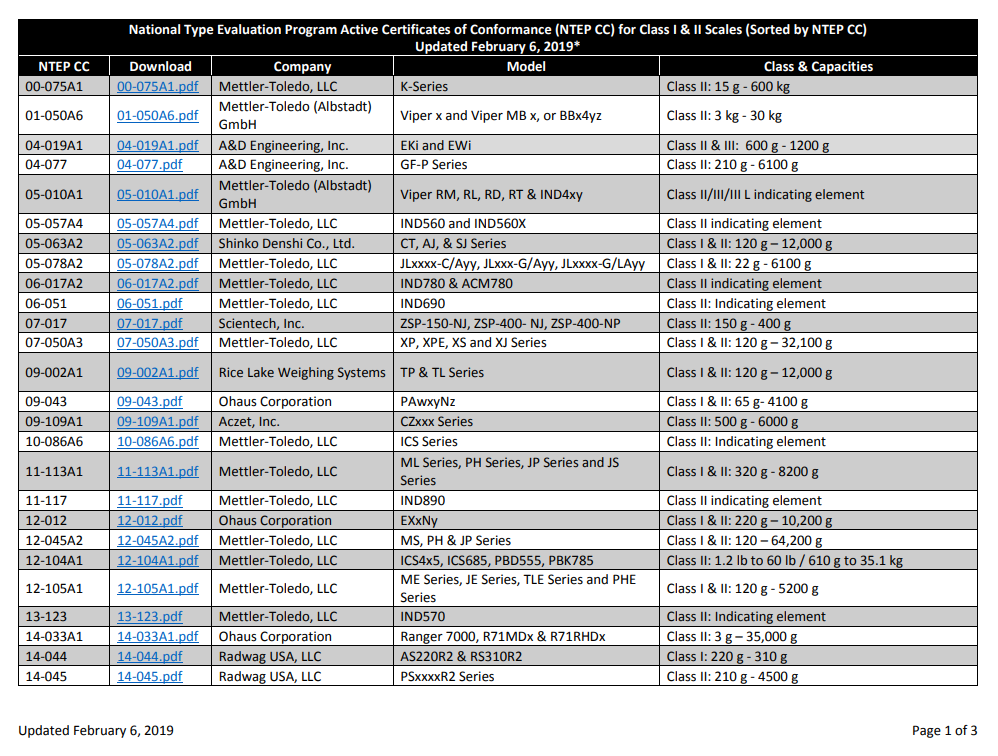 National Type Evaluation Program Active Certificates of Conformance (NTEP CC) for Class I & II Scales (Sorted by NTEP CC)
Updated February 6, 2019*
NTEP CC Download Company Model Class & Capacities
00-075A1 00-075A1.pdf Mettler-Toledo, LLC K-Series Class II: 15 g - 600 kg
01-050A6 01-050A6.pdf Mettler-Toledo (Albstadt) GmbH Viper x and Viper MB x, or BBx4yz Class II: 3 kg - 30 kg
04-019A1 04-019A1.pdf A&D Engineering, Inc. EKi and EWi Class II & III:  600 g - 1200 g
04-077 04-077.pdf A&D Engineering, Inc. GF-P Series Class II: 210 g - 6100 g
05-010A1 05-010A1.pdf Mettler-Toledo (Albstadt) GmbH Viper RM, RL, RD, RT & IND4xy Class II/III/III L indicating element
05-057A4 05-057A4.pdf Mettler-Toledo, LLC IND560 and IND560X Class II indicating element
05-063A2 05-063A2.pdf Shinko Denshi Co., Ltd. CT, AJ, & SJ Series Class I & II: 120 g – 12,000 g
05-078A2 05-078A2.pdf Mettler-Toledo, LLC JLxxxx-C/Ayy, JLxxx-G/Ayy, JLxxxx-G/LAyy Class I & II: 22 g - 6100 g
06-017A2 06-017A2.pdf Mettler-Toledo, LLC IND780 & ACM780 Class II indicating element
06-051 06-051.pdf Mettler-Toledo, LLC IND690 Class II: Indicating element
07-017 07-017.pdf Scientech, Inc. ZSP-150-NJ, ZSP-400- NJ, ZSP-400-NP Class II: 150 g - 400 g
07-050A3 07-050A3.pdf Mettler-Toledo, LLC XP, XPE, XS and XJ Series Class I & II: 120 g – 32,100 g
09-002A1 09-002A1.pdf Rice Lake Weighing Systems TP & TL Series Class I & II: 120 g – 12,000 g
09-043 09-043.pdf Ohaus Corporation PAwxyNz Class I & II: 65 g- 4100 g
09-109A1 09-109A1.pdf Aczet, Inc. CZxxx Series Class II: 500 g - 6000 g
10-086A6 10-086A6.pdf Mettler-Toledo, LLC ICS Series Class II: Indicating element
11-113A1 11-113A1.pdf Mettler-Toledo, LLC ML Series, PH Series, JP Series and JS Series Class I & II: 320 g - 8200 g
11-117 11-117.pdf Mettler-Toledo, LLC IND890 Class II indicating element
12-012 12-012.pdf Ohaus Corporation EXxNy Class I & II: 220 g – 10,200 g
12-045A2 12-045A2.pdf Mettler-Toledo, LLC MS, PH & JP Series Class I & II: 120 – 64,200 g
12-104A1 12-104A1.pdf Mettler-Toledo, LLC ICS4x5, ICS685, PBD555, PBK785 Class II: 1.2 lb to 60 lb / 610 g to 35.1 kg
12-105A1 12-105A1.pdf Mettler-Toledo, LLC ME Series, JE Series, TLE Series and PHE Series Class I & II: 120 g - 5200 g
13-123 13-123.pdf Mettler-Toledo, LLC IND570 Class II: Indicating element
14-033A1 14-033A1.pdf Ohaus Corporation Ranger 7000, R71MDx & R71RHDx Class II: 3 g – 35,000 g
14-044 14-044.pdf Radwag USA, LLC AS220R2 & RS310R2 Class I: 220 g - 310 g
14-045 14-045.pdf Radwag USA, LLC PSxxxxR2 Series Class II: 210 g - 4500 g
Updated February 6, 2019 Page 1 of 3